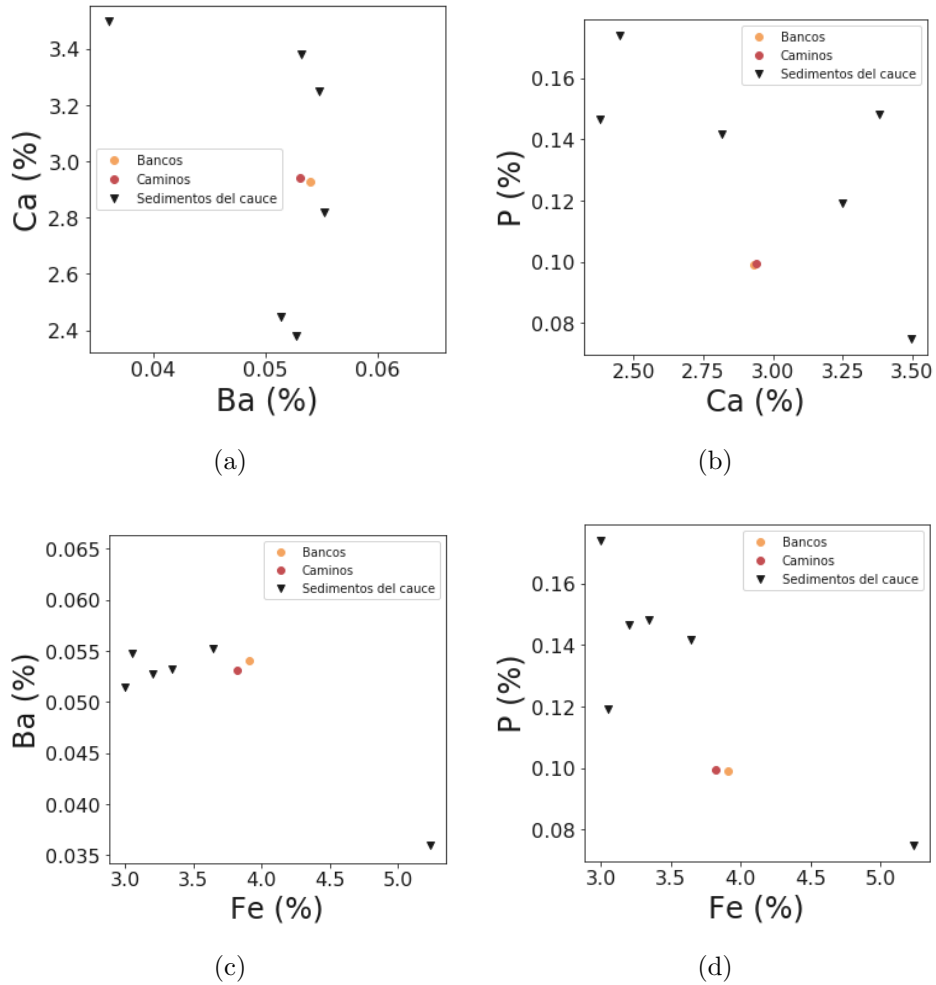 3.4
3.2
3.0
2.8
2.6
2.4
Ca (%)
Bancos
Caminos
Sedimentos del cauce
0.04
0.05
0.06
Ba (%)
(a)
0.16
0.14
0.12
0.10
0.08
P (%)
Bancos
Caminos
Sedimentos del cauce
2.50
2.75
3.00
3.25
3.50
Ca (%)
(b)
0.065
0.060
0.055
0.050
0.045
0.040
0.035
Ba (%)
Bancos
Caminos
Sedimentos del cauce
3.0
3.5
4.0
4.5
5.0
Fe (%)
(c)
0.16
0.14
0.12
0.10
0.08
P (%)
Bancos
Caminos
Sedimentos del cauce
3.0
3.5
4.0
4.5
5.0
Fe (%)
(d)